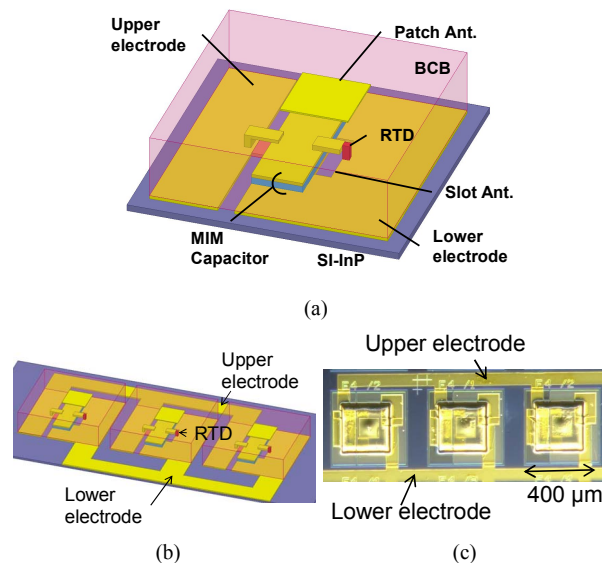 Upper
electrode
Patch Ant.
BCB
RTD
Slot Ant.
Lower
electrode
MIM
Capacitor
SI-InP
(a)
Upper
electrode
RTD
Lower
electrode
(b)
Upper electrode
Lower electrode
400 µm
(c)